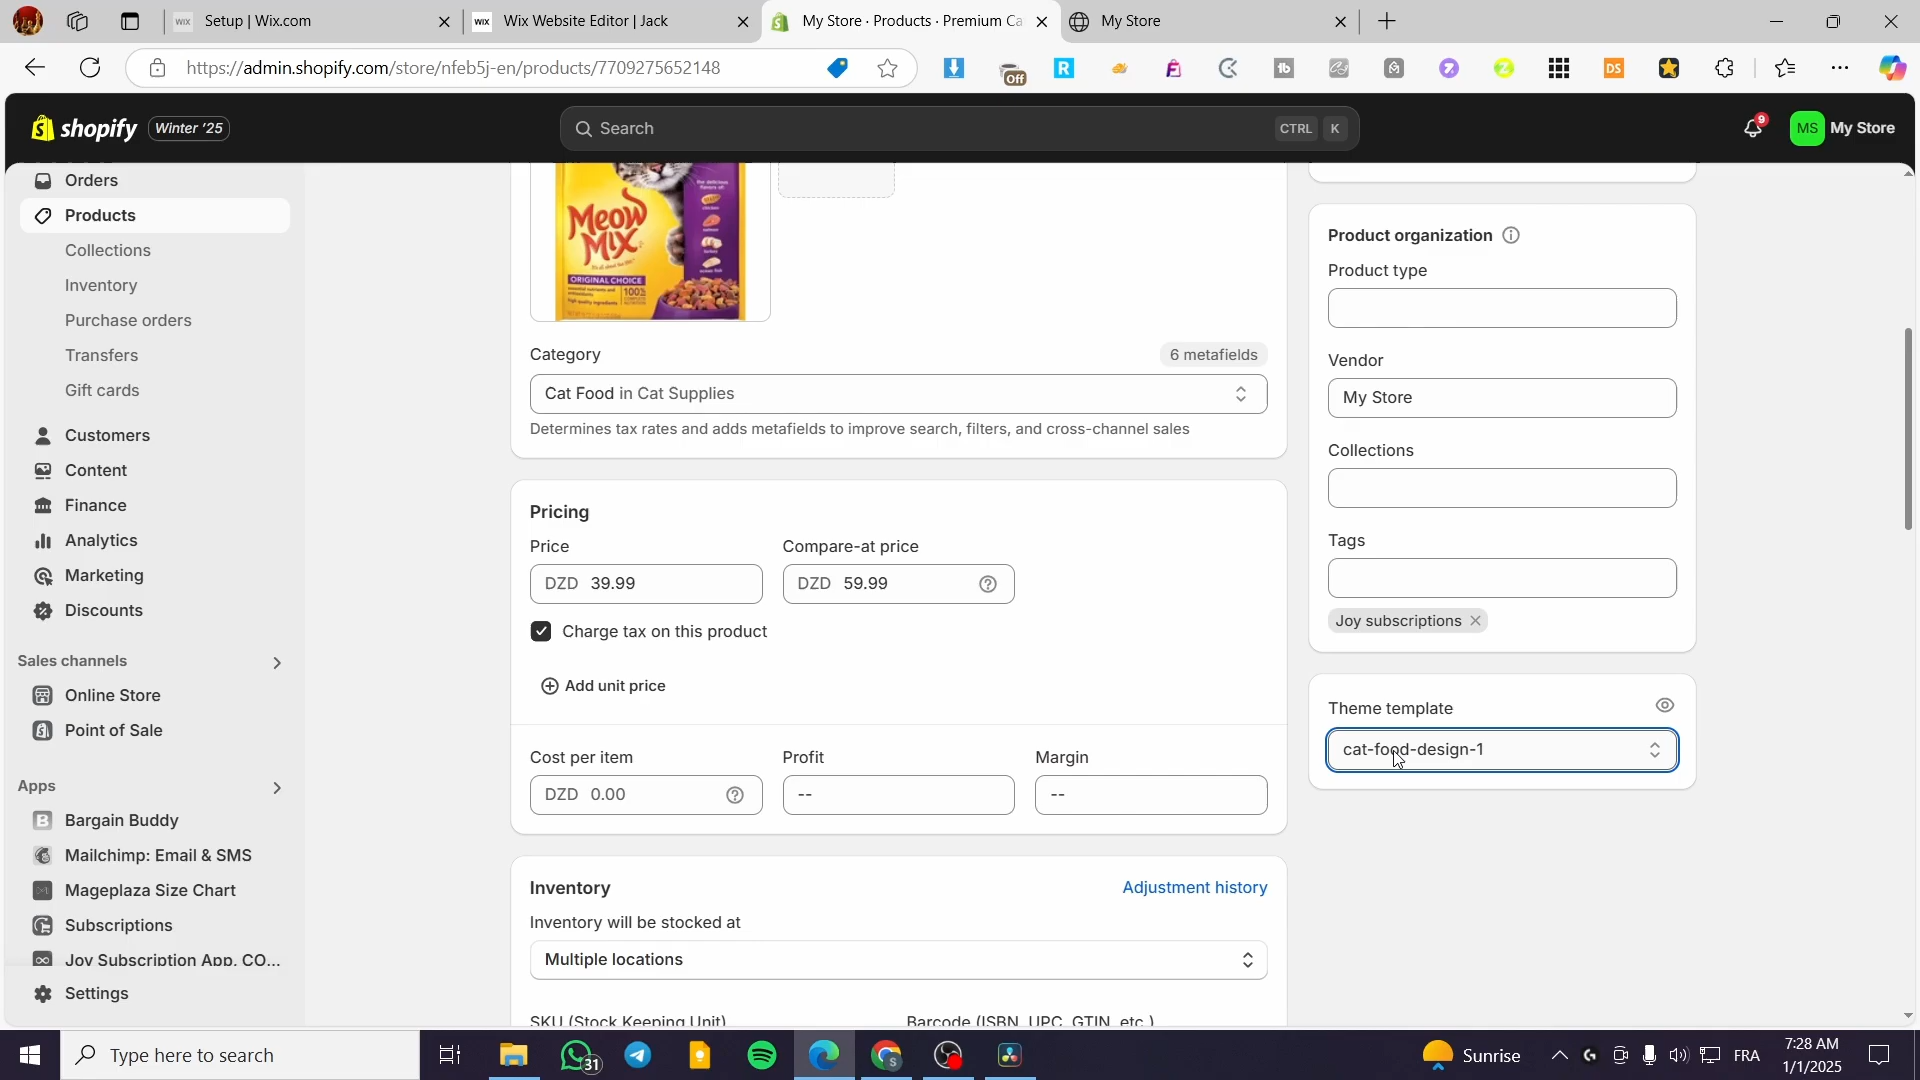 Setup | Wix.com
Wix Website Editor | Jack
My Store · Products · Premium Ca
My Store
https://admin.shopify.com/store/nfeb5j-en/products/7709275652148
Off
shopify
Winter '25
Search
CTRL K
9
MS My Store
Orders
Products
Collections
Inventory
Purchase orders
Transfers
Gift cards
Customers
Content
Finance
Analytics
Marketing
Discounts
Sales channels
Online Store
Point of Sale
Apps
Bargain Buddy
Mailchimp: Email & SMS
Mageplaza Size Chart
Subscriptions
Joy Subscription App, CO...
Settings
Meow
Mix
ORIGINAL CHOICE
100%
Category
6 metafields
Cat Food in Cat Supplies
Determines tax rates and adds metafields to improve search, filters, and cross-channel sales
Pricing
Price
Compare-at price
DZD 39.99
DZD 59.99
Charge tax on this product
Add unit price
Cost per item
Profit
Margin
DZD 0.00
--
--
Inventory
Adjustment history
Inventory will be stocked at
Multiple locations
SKU (Stock Keeping Unit)
Barcode (ISBN, UPC, GTIN, etc.)
Product organization
Product type
Vendor
My Store
Collections
Tags
Joy subscriptions
Theme template
cat-food-design-1
Type here to search
31
Sunrise
FRA
7:28 AM
1/1/2025